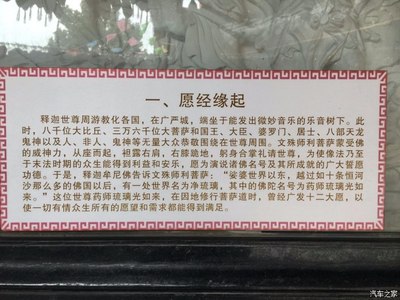 一、愿经缘起
释迦世尊周游教化各国，在广严城，端坐于能发出微妙音乐的乐音树下。此
时，八千位大比丘、三万六千位大菩萨和国王、大臣、婆罗门、居士、八部天龙
鬼神以及人、非人、鬼神等无量大众恭敬围绕在世尊周围。文殊师利菩萨蒙受佛
的威神力，从座而起，袒露右肩，右膝跪地，躬身合掌礼请世尊，为使像法乃至
于末法时期的众生能得到利益和安乐，愿为演说诸佛名号及其所成就的广大誓愿
功德。于是，释迦牟尼佛告诉文殊师利菩萨：“娑婆世界以东，越过如十条恒河
沙那么多的佛国以后，有一处世界名为净琉璃，其中的佛陀名号为药师琉璃光如
来。”这位世尊药师琉璃光如来，在因地修行菩萨道时，曾经广发十二大愿，以
使一切有情众生所有的愿望和需求都能得到满足。
汽车之家